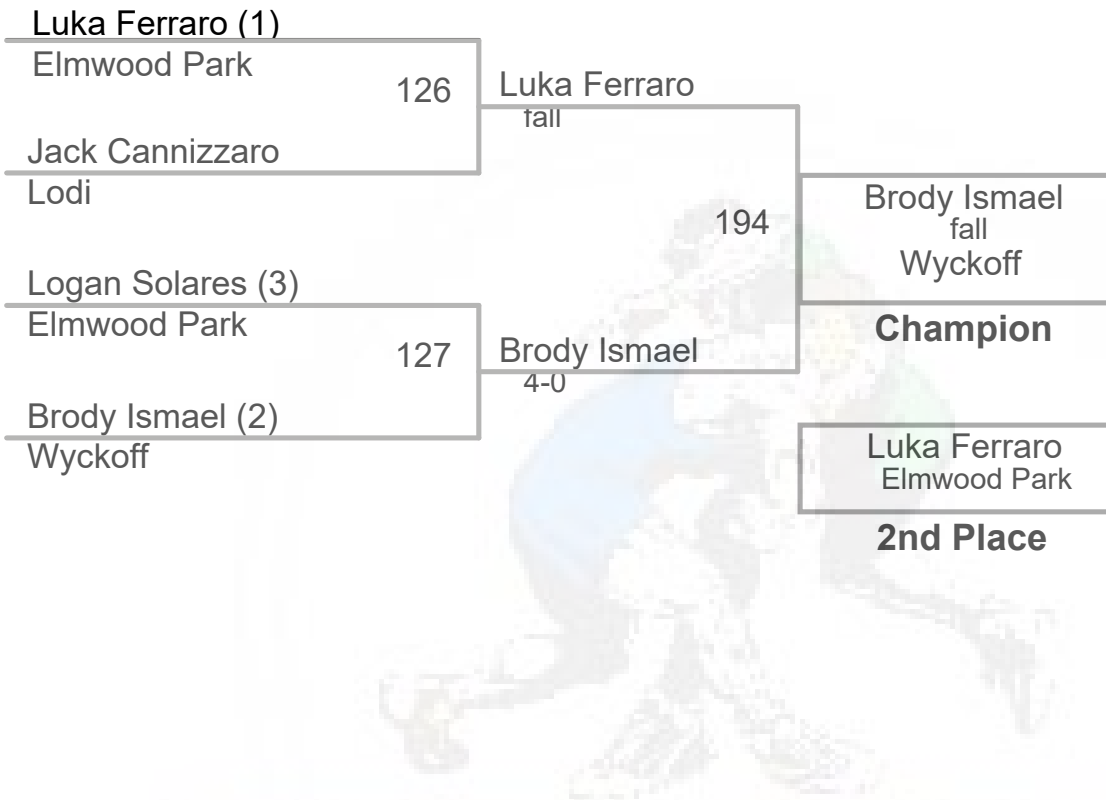 Luka Ferraro (1)
Elmwood Park
126
Jack Cannizzaro
Lodi
Luka Ferraro
fall
Logan Solares (3)
Elmwood Park
127
Brody Ismael (2)
Wyckoff
Brody Ismael
4-0
194
Brody Ismael
fall
Wyckoff
Champion
Luka Ferraro
Elmwood Park
2nd Place